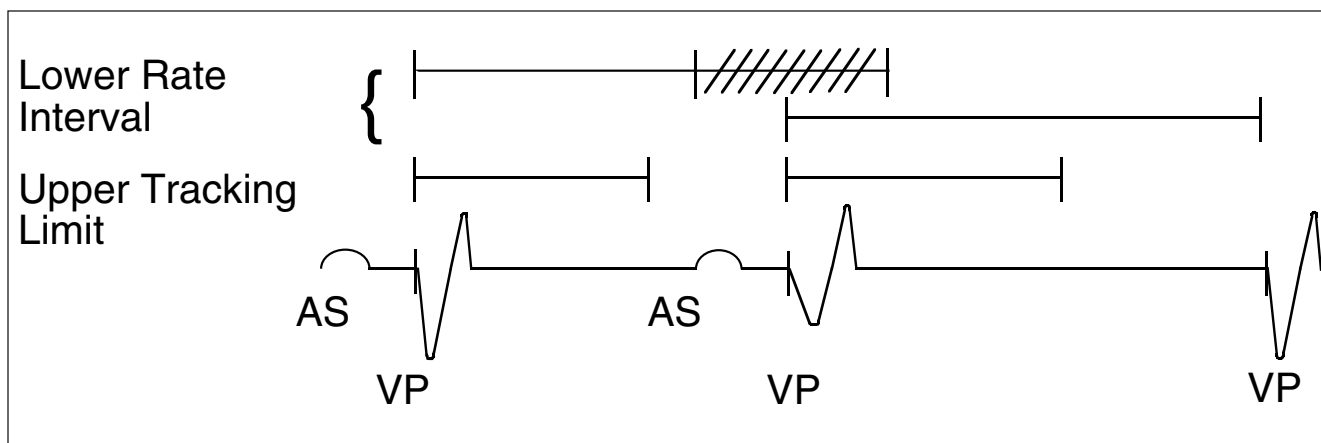 Lower Rate
Interval
{
Upper Tracking
Limit
AS
AS
VP
VP
VP